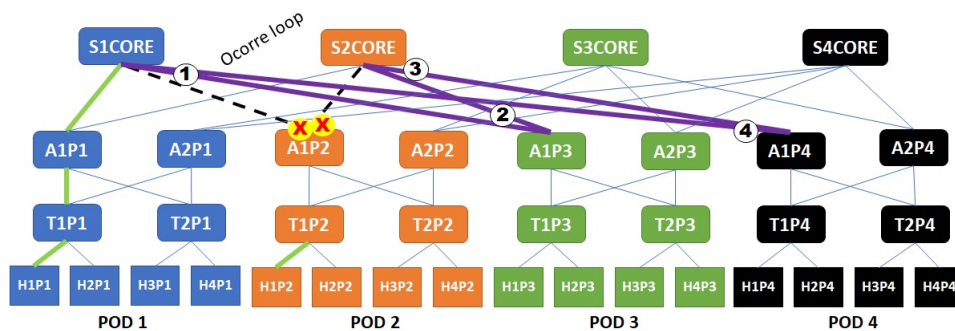 Ocorre loop
S1CORE S2CORE S3CORE S4CORE
1 3
2 4
X X
A1P1 A2P1 A1P2 A2P2 A1P3 A2P3 A1P4 A2P4
T1P1 T2P1 T1P2 T2P2 T1P3 T2P3 T1P4 T2P4
H1P1 H2P1 H3P1 H4P1 H1P2 H2P2 H3P2 H4P2 H1P3 H2P3 H3P3 H4P3 H1P4 H2P4 H3P4 H4P4
POD 1 POD 2 POD 3 POD 4